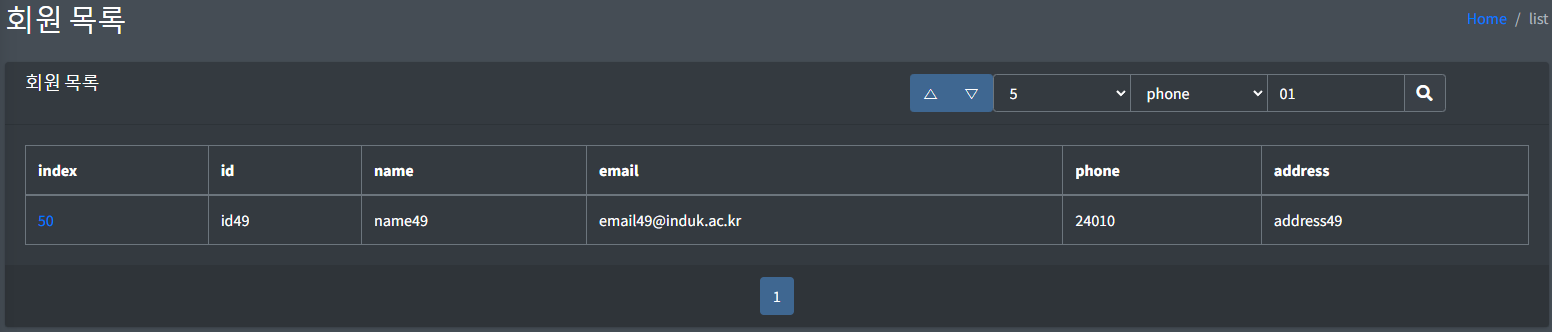 회원 목록
Home / list
회원 목록
△ ▽ 5 phone 01
index id name email phone address
50 id49 name49 email49@induk.ac.kr 24010 address49
1